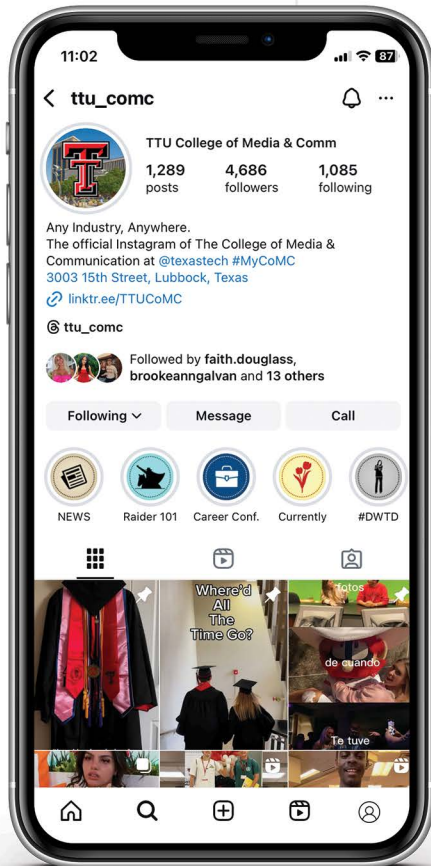 11:02
87
ttu_comc
TTU College of Media & Comm
1,289 4,686 1,085
posts followers following
Any Industry, Anywhere.
The official Instagram of The College of Media &
Communication at @texastech #MyCoMC
3003 15th Street, Lubbock, Texas
linktr.ee/TTUCoMC
ttu_comc
Followed by faith.douglass,
brookeanngalvan and 13 others
Following Message Call
NEWS Raider 101 Career Conf. Currently #DWTD
Where'd
All
The
Time Go?
fotos
de cuando
Te tuve